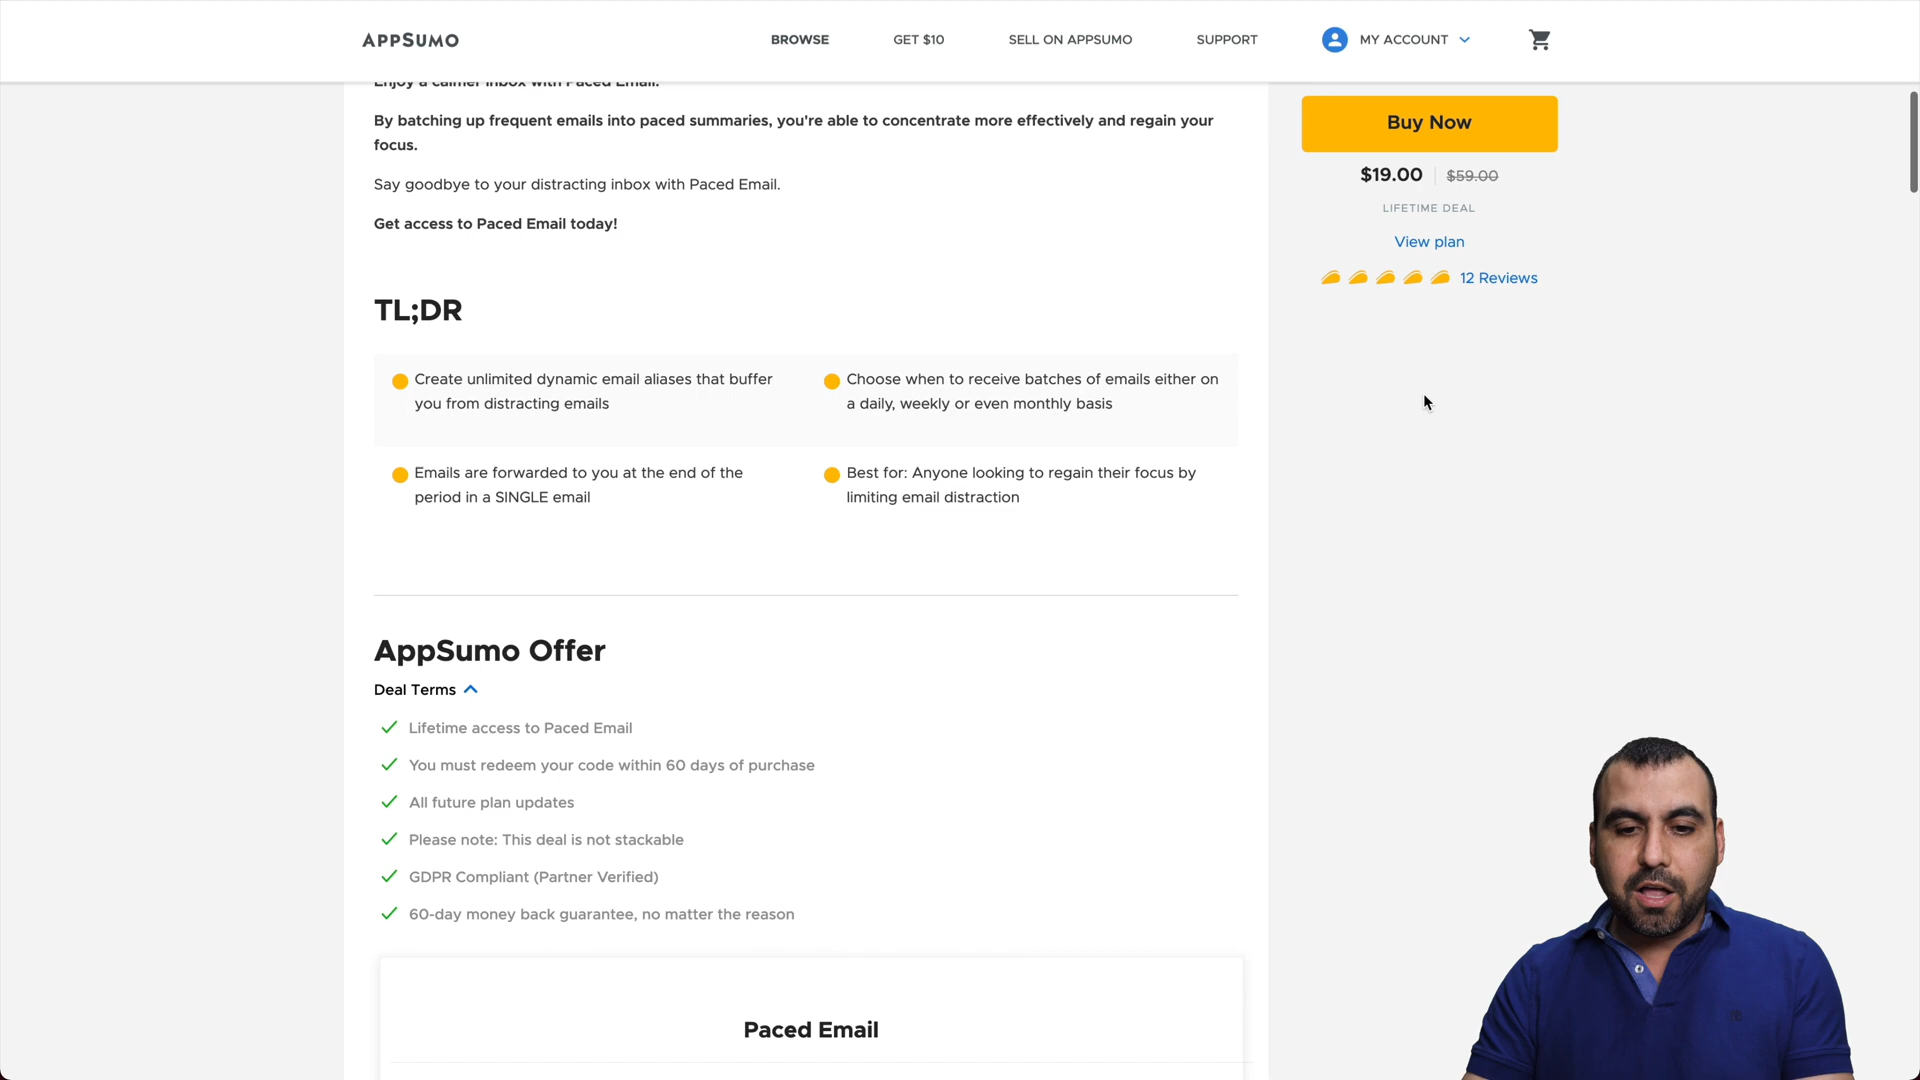 APPSUMO
BROWSE
GET $10
SELL ON APPSUMO
SUPPORT
MY ACCOUNT
Enjoy a calmer inbox with Paced Email.
By batching up frequent emails into paced summaries, you're able to concentrate more effectively and regain your
focus.
Say goodbye to your distracting inbox with Paced Email.
Get access to Paced Email today!
Buy Now
$19.00
$59.00
LIFETIME DEAL
View plan
12 Reviews
TL;DR
Create unlimited dynamic email aliases that buffer
you from distracting emails
Choose when to receive batches of emails either on
a daily, weekly or even monthly basis
Emails are forwarded to you at the end of the
period in a SINGLE email
Best for: Anyone looking to regain their focus by
limiting email distraction
AppSumo Offer
Deal Terms
Lifetime access to Paced Email
You must redeem your code within 60 days of purchase
All future plan updates
Please note: This deal is not stackable
GDPR Compliant (Partner Verified)
60-day money back guarantee, no matter the reason
Paced Email